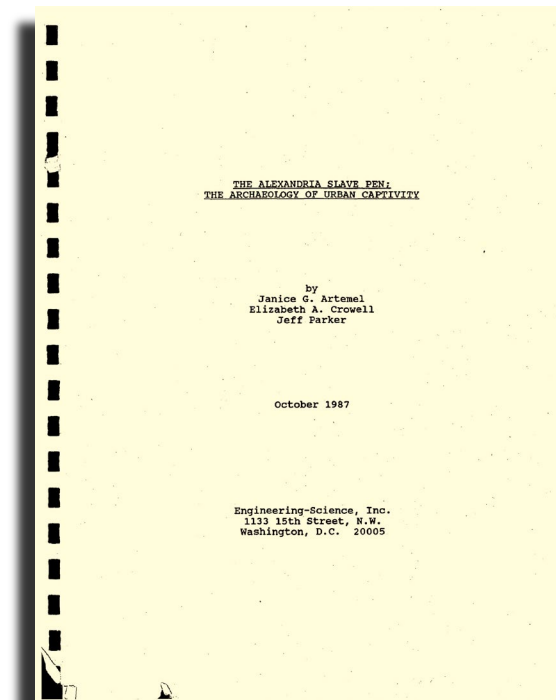 THE ALEXANDRIA SLAVE PEN;
THE ARCHAEOLOGY OF URBAN CAPTIVITY
by
Janice G. Artemel
Elizabeth A. Crowell
Jeff Parker
October 1987
Engineering-Science, Inc.
1133 15th Street, N.W.
Washington, D.C. 20005